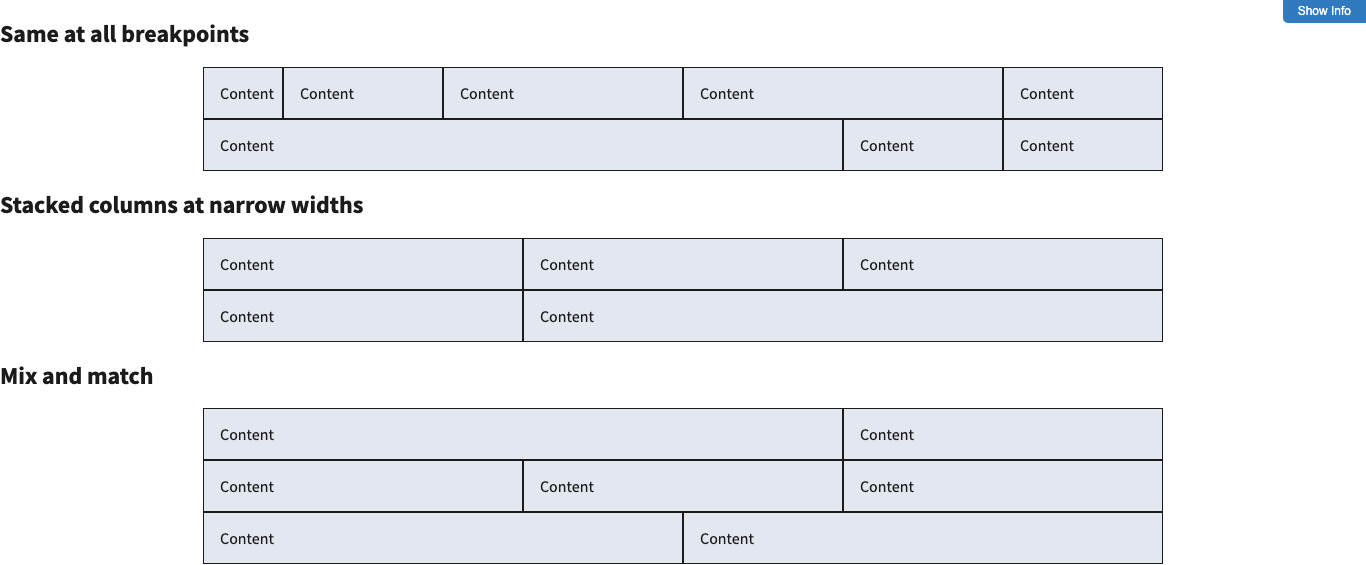 Show Info
Same at all breakpoints
Content Content Content Content Content
Content Content Content
Stacked columns at narrow widths
Content Content Content
Content Content
Mix and match
Content Content
Content Content Content
Content Content